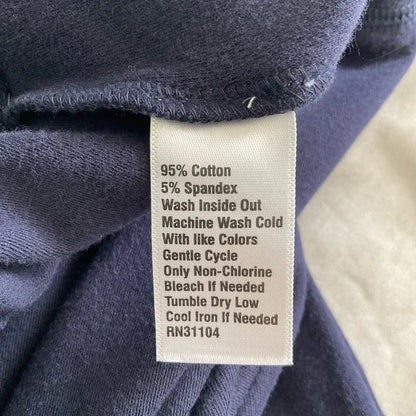 95% Cotton
5% Spandex
Wash Inside Out
Machine Wash Cold
With like Colors
Gentle Cycle
Only Non-Chlorine
Bleach If Needed
Tumble Dry Low
Cool Iron If Needed
RN31104